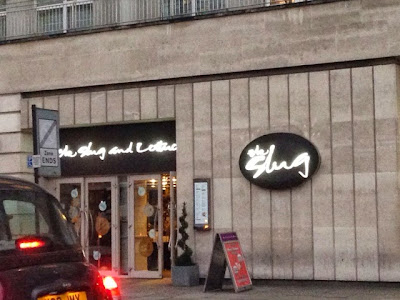 the Slug and Lettuce
the
Slug
Zone
ENDS